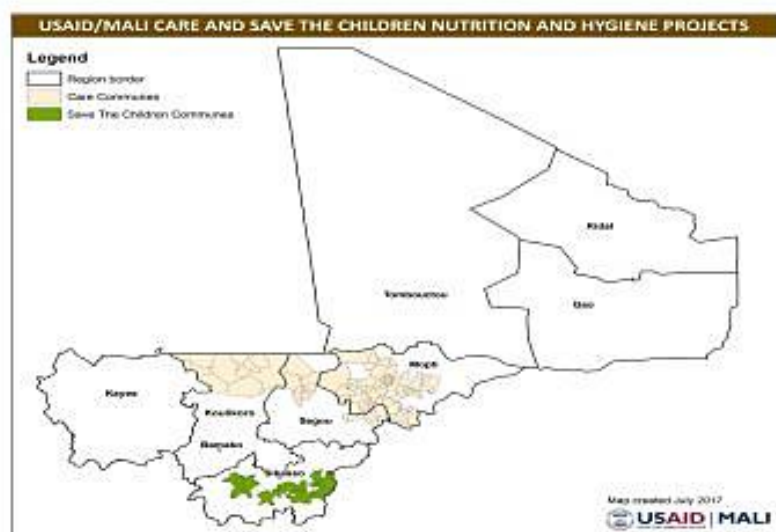 USAID/MALI CARE AND SAVE THE CHILDREN NUTRITION AND HYGIENE PROJECTS
Legend
Region border
Care Communes
Save The Children Communes
Kidal
Tombouctou
Gao
Mopti
Kayes
Koulikoro
Segou
Bamako
Sikasso
Map created July 2017
USAID | MALI